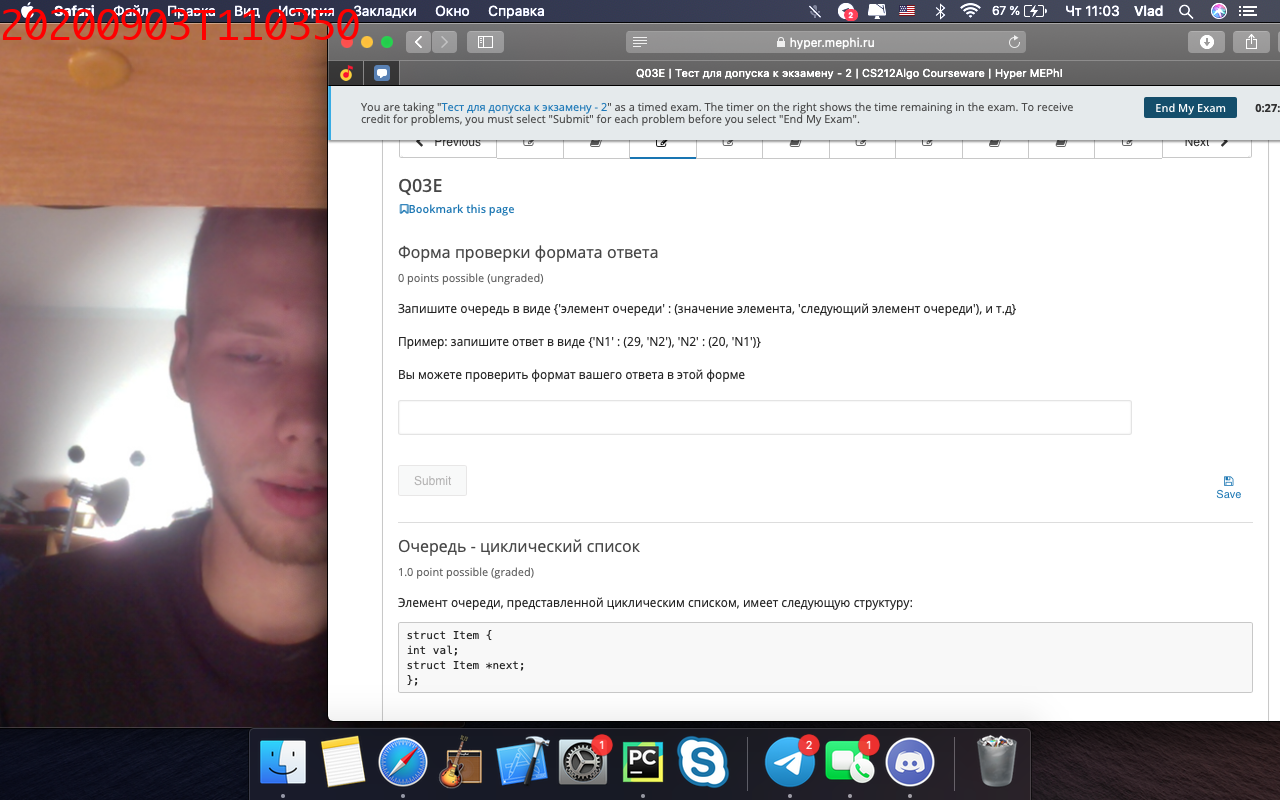 20200903T110350
Safari Файл Правка Вид История Закладки Окно Справка
2
67 %
Чт 11:03 Vlad
hyper.mephi.ru
Q03E | Тест для допуска к экзамену - 2 | CS212Algo Courseware | Hyper MEPhI
You are taking "Тест для допуска к экзамену - 2" as a timed exam. The timer on the right shows the time remaining in the exam. To receive
credit for problems, you must select "Submit" for each problem before you select "End My Exam".
End My Exam
0:27:
Previous
Next
Q03E
Bookmark this page
Форма проверки формата ответа
0 points possible (ungraded)
Запишите очередь в виде {'элемент очереди' : (значение элемента, 'следующий элемент очереди'), и т.д}
Пример: запишите ответ в виде {'N1' : (29, 'N2'), 'N2' : (20, 'N1')}
Вы можете проверить формат вашего ответа в этой форме
Submit
Save
Очередь - циклический список
1.0 point possible (graded)
Элемент очереди, представленной циклическим списком, имеет следующую структуру:
struct Item {
int val;
struct Item *next;
};
1
PC
2
1